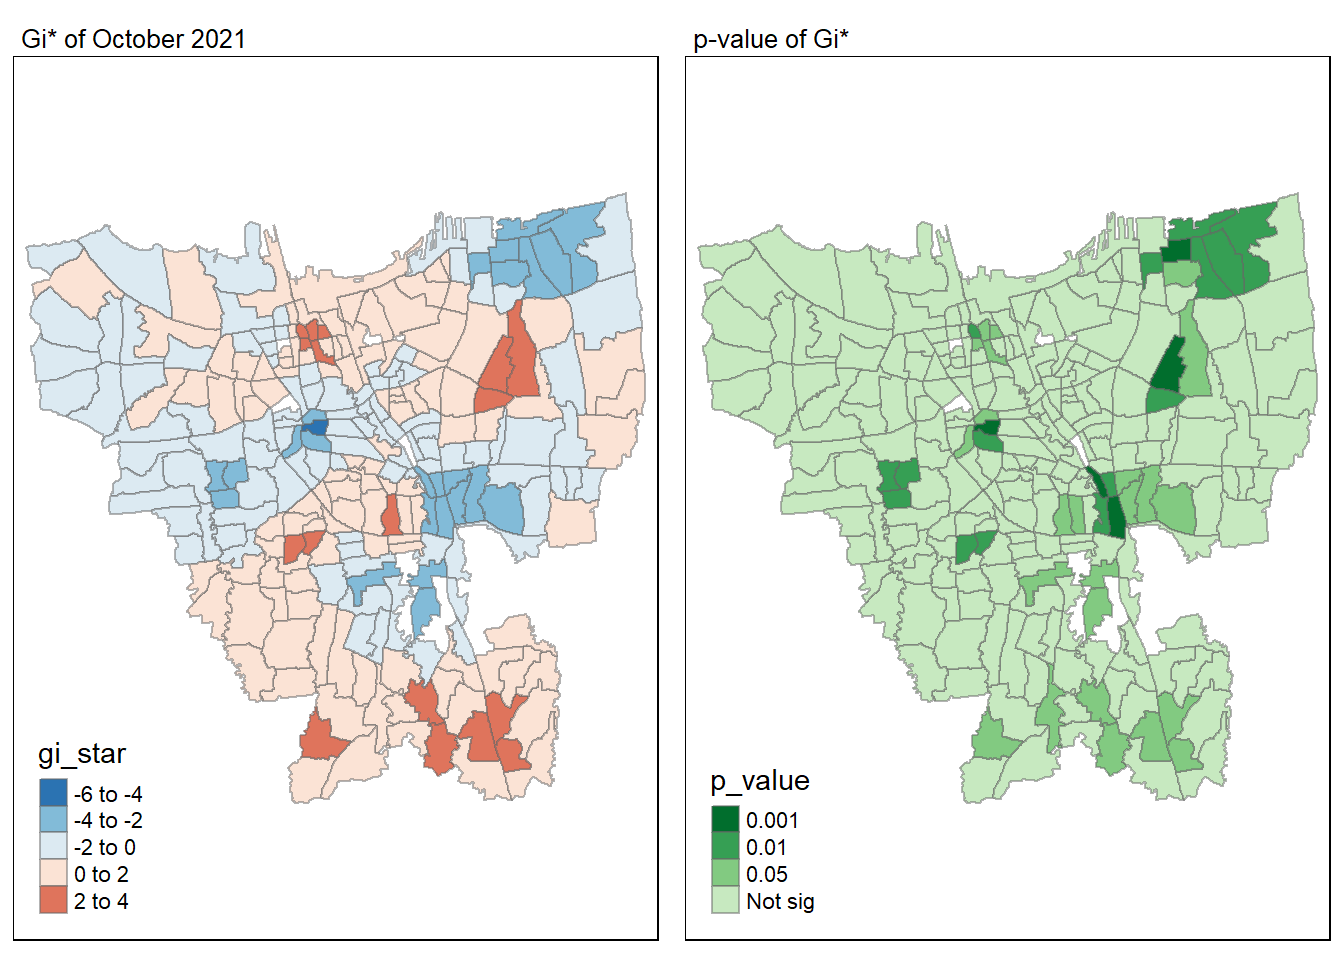 Gi* of October 2021
gi_star
-6 to -4
-4 to -2
-2 to 0
0 to 2
2 to 4
p-value of Gi*
p_value
0.001
0.01
0.05
Not sig